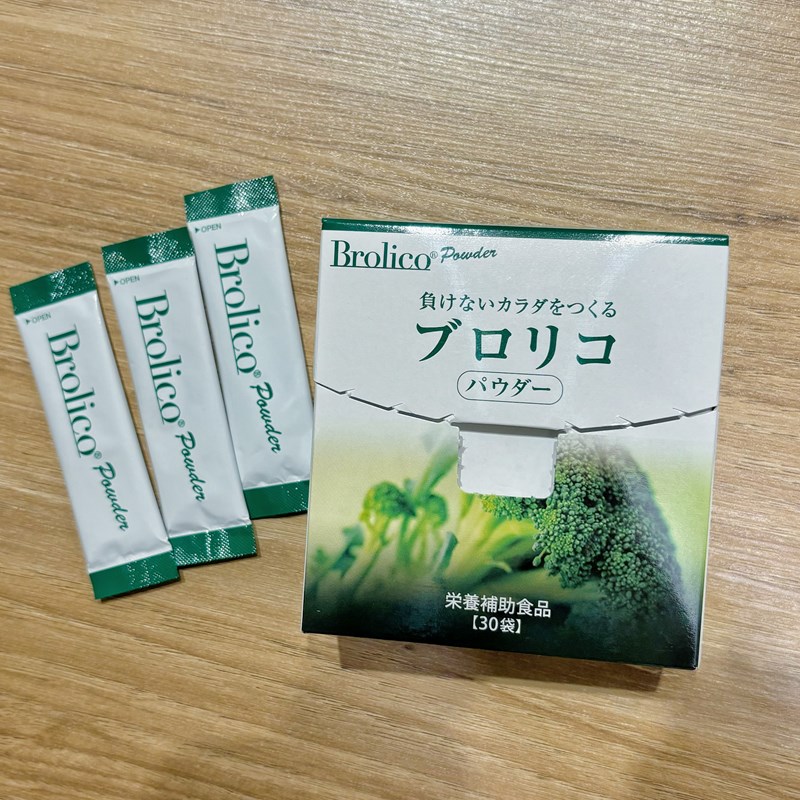 OPEN
Brolico® Powder
OPEN
Brolico® Powder
OPEN
Brolico® Powder
Brolico® Powder
負けないカラダをつくる
ブロリコ
パウダー
栄養補助食品
【30袋】